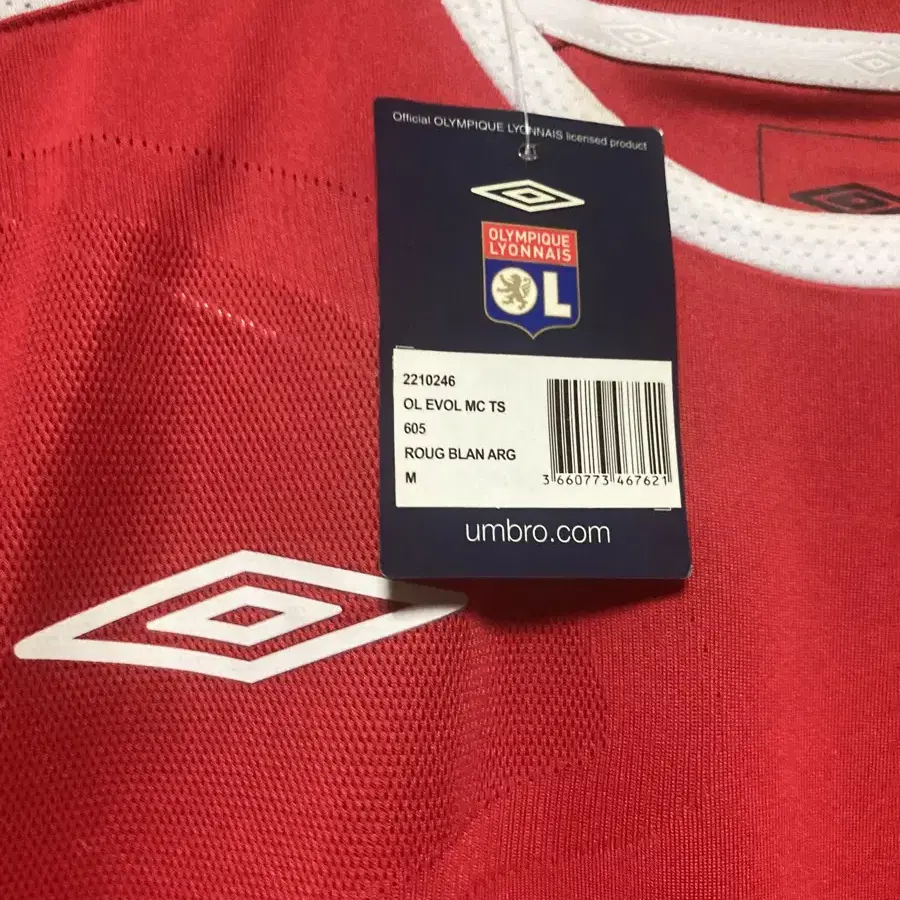 Official OLYMPIQUE LYONNAIS licensed product
OLYMPIQUE
LYONNAIS
OL
2210246
OL EVOL MC TS
605
ROUG BLAN ARG
M
3 660773 467621
umbro.com